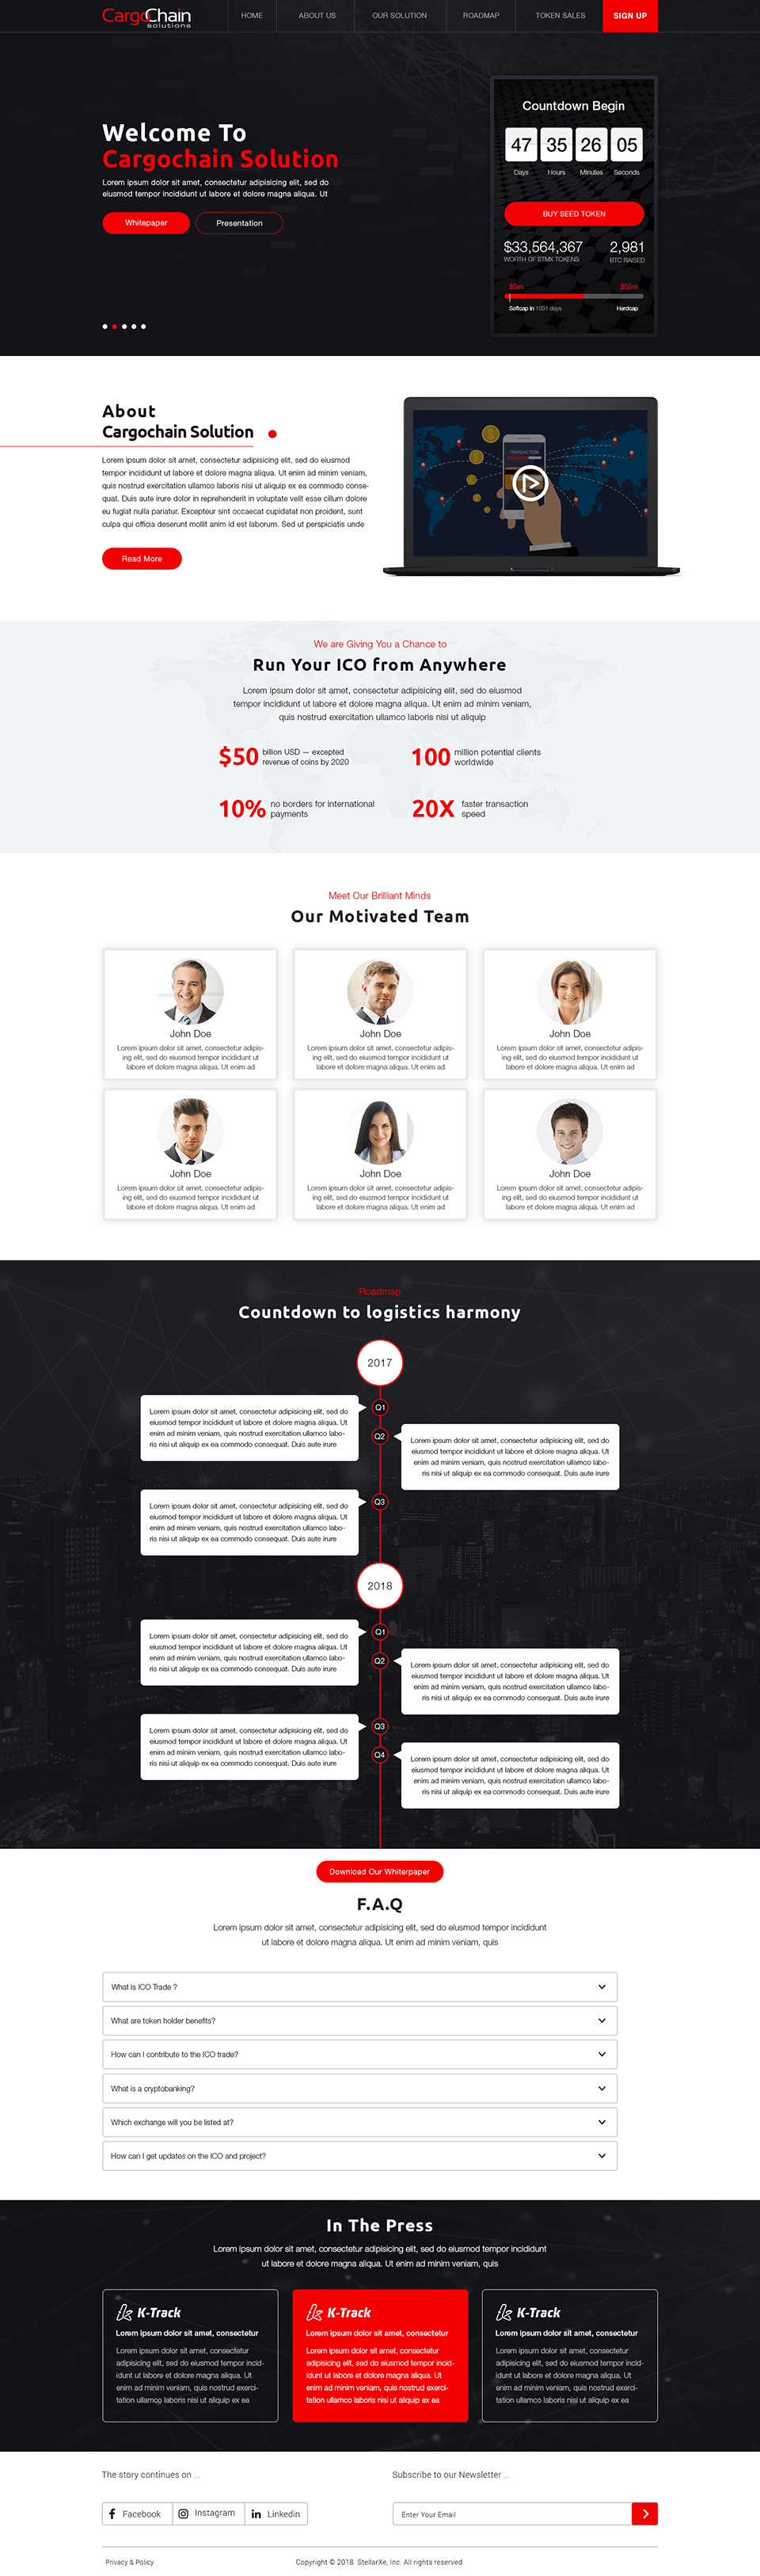 CargoChain
solutions
HOME ABOUT US OUR SOLUTION ROADMAP TOKEN SALES SIGN UP
Welcome To
Cargochain Solution
Lorem ipsum dolor sit amet, consectetur adipisicing elit, sed do
eiusmod tempor incididunt ut labore et dolore magna aliqua. Ut
Whitepaper Presentation
Countdown Begin
47 35 26 05
Days Hours Minutes Seconds
BUY SEED TOKEN
$33,564,367 2,981
WORTH OF STMX TOKENS BTC RAISED
$5m $55m
Softcap in 1031 days Hardcap
About
Cargochain Solution
Lorem ipsum dolor sit amet, consectetur adipisicing elit, sed do eiusmod
tempor incididunt ut labore et dolore magna aliqua. Ut enim ad minim veniam,
quis nostrud exercitation ullamco laboris nisi ut aliquip ex ea commodo conse-
quat. Duis aute irure dolor in reprehenderit in voluptate velit esse cillum dolore
eu fugiat nulla pariatur. Excepteur sint occaecat cupidatat non proident, sunt
culpa qui officia deserunt mollit anim id est laborum. Sed ut perspiciatis unde
Read More
TRANSACTION
We are Giving You a Chance to
Run Your ICO from Anywhere
Lorem ipsum dolor sit amet, consectetur adipisicing elit, sed do eiusmod
tempor incididunt ut labore et dolore magna aliqua. Ut enim ad minim veniam,
quis nostrud exercitation ullamco laboris nisi ut aliquip
$50 billion USD — excepted
revenue of coins by 2020
100 million potential clients
worldwide
10% no borders for international
payments
20X faster transaction
speed
Meet Our Brilliant Minds
Our Motivated Team
John Doe
Lorem ipsum dolor sit amet, consectetur adipis-
ing elit, sed do eiusmod tempor incididunt ut
labore et dolore magna aliqua. Ut enim ad
John Doe
Lorem ipsum dolor sit amet, consectetur adipis-
ing elit, sed do eiusmod tempor incididunt ut
labore et dolore magna aliqua. Ut enim ad
John Doe
Lorem ipsum dolor sit amet, consectetur adipis-
ing elit, sed do eiusmod tempor incididunt ut
labore et dolore magna aliqua. Ut enim ad
John Doe
Lorem ipsum dolor sit amet, consectetur adipis-
ing elit, sed do eiusmod tempor incididunt ut
labore et dolore magna aliqua. Ut enim ad
John Doe
Lorem ipsum dolor sit amet, consectetur adipis-
ing elit, sed do eiusmod tempor incididunt ut
labore et dolore magna aliqua. Ut enim ad
John Doe
Lorem ipsum dolor sit amet, consectetur adipis-
ing elit, sed do eiusmod tempor incididunt ut
labore et dolore magna aliqua. Ut enim ad
Roadmap
Countdown to logistics harmony
2017
Q1
Lorem ipsum dolor sit amet, consectetur adipisicing elit, sed do
eiusmod tempor incididunt ut labore et dolore magna aliqua. Ut
enim ad minim veniam, quis nostrud exercitation ullamco labo-
ris nisi ut aliquip ex ea commodo consequat. Duis aute irure
Q2
Lorem ipsum dolor sit amet, consectetur adipisicing elit, sed do
eiusmod tempor incididunt ut labore et dolore magna aliqua. Ut
enim ad minim veniam, quis nostrud exercitation ullamco labo-
ris nisi ut aliquip ex ea commodo consequat. Duis aute irure
Q3
Lorem ipsum dolor sit amet, consectetur adipisicing elit, sed do
eiusmod tempor incididunt ut labore et dolore magna aliqua. Ut
enim ad minim veniam, quis nostrud exercitation ullamco labo-
ris nisi ut aliquip ex ea commodo consequat. Duis aute irure
2018
Q1
Lorem ipsum dolor sit amet, consectetur adipisicing elit, sed do
eiusmod tempor incididunt ut labore et dolore magna aliqua. Ut
enim ad minim veniam, quis nostrud exercitation ullamco labo-
ris nisi ut aliquip ex ea commodo consequat. Duis aute irure
Q2
Lorem ipsum dolor sit amet, consectetur adipisicing elit, sed do
eiusmod tempor incididunt ut labore et dolore magna aliqua. Ut
enim ad minim veniam, quis nostrud exercitation ullamco labo-
ris nisi ut aliquip ex ea commodo consequat. Duis aute irure
Q3
Lorem ipsum dolor sit amet, consectetur adipisicing elit, sed do
eiusmod tempor incididunt ut labore et dolore magna aliqua. Ut
enim ad minim veniam, quis nostrud exercitation ullamco labo-
ris nisi ut aliquip ex ea commodo consequat. Duis aute irure
Q4
Lorem ipsum dolor sit amet, consectetur adipisicing elit, sed do
eiusmod tempor incididunt ut labore et dolore magna aliqua. Ut
enim ad minim veniam, quis nostrud exercitation ullamco labo-
ris nisi ut aliquip ex ea commodo consequat. Duis aute irure
Download Our Whiterpaper
F.A.Q
Lorem ipsum dolor sit amet, consectetur adipisicing elit, sed do eiusmod tempor incididunt
ut labore et dolore magna aliqua. Ut enim ad minim veniam, quis
What is ICO Trade ?
What are token holder benefits?
How can I contribute to the ICO trade?
What is a cryptobanking?
Which exchange will you be listed at?
How can I get updates on the ICO and project?
In The Press
Lorem ipsum dolor sit amet, consectetur adipisicing elit, sed do eiusmod tempor incididunt
ut labore et dolore magna aliqua. Ut enim ad minim veniam, quis
K-Track
Lorem ipsum dolor sit amet, consectetur
Lorem ipsum dolor sit amet, consectetur
adipisicing elit, sed do eiusmod tempor incid-
idunt ut labore et dolore magna aliqua. Ut
enim ad minim veniam, quis nostrud exerci-
tation ullamco laboris nisi ut aliquip ex ea
K-Track
Lorem ipsum dolor sit amet, consectetur
Lorem ipsum dolor sit amet, consectetur
adipisicing elit, sed do eiusmod tempor incid-
idunt ut labore et dolore magna aliqua. Ut
enim ad minim veniam, quis nostrud exerci-
tation ullamco laboris nisi ut aliquip ex ea
K-Track
Lorem ipsum dolor sit amet, consectetur
Lorem ipsum dolor sit amet, consectetur
adipisicing elit, sed do eiusmod tempor incid-
idunt ut labore et dolore magna aliqua. Ut
enim ad minim veniam, quis nostrud exerci-
tation ullamco laboris nisi ut aliquip ex ea
The story continues on ...
Facebook Instagram Linkedin
Subscribe to our Newsletter ...
Enter Your Email
Privacy & Policy Copyright © 2018 StellarXe, Inc. All rights reserved.